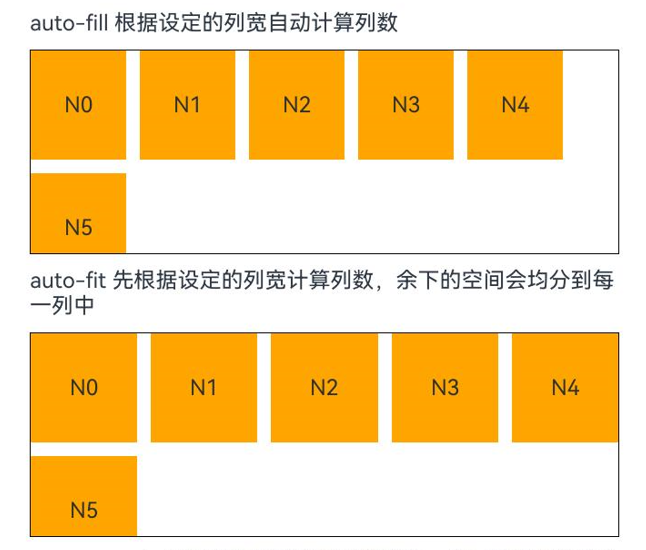 auto-fill 根据设定的列宽自动计算列数
N0 N1 N2 N3 N4
N5
auto-fit 先根据设定的列宽计算列数，余下的空间会均分到每
一列中
N0 N1 N2 N3 N4
N5